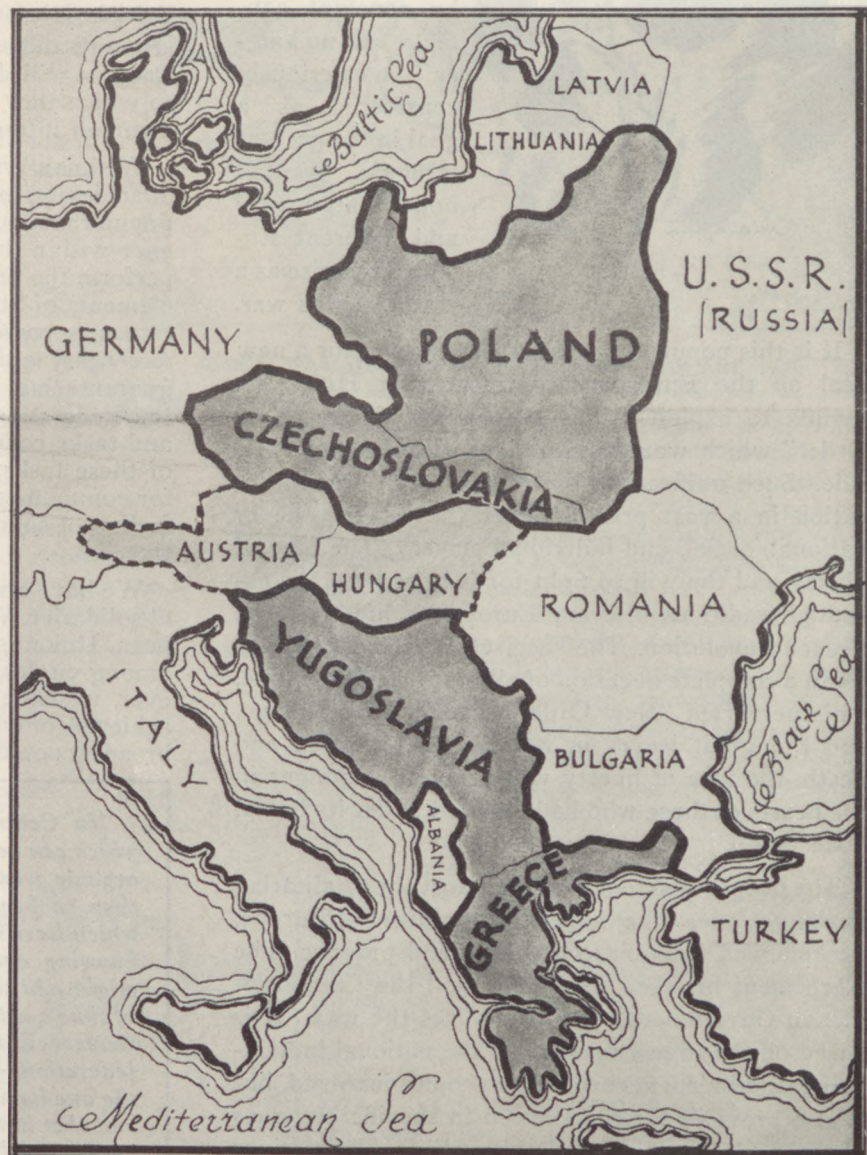 LATVIA
Baltic Sea
LITHUANIA
U.S.S.R.
[RUSSIA]
GERMANY
POLAND
CZECHOSLOVAKIA
AUSTRIA
HUNGARY
ROMANIA
YUGOSLAVIA
ITALY
Black Sea
BULGARIA
ALBANIA
GREECE
TURKEY
Mediterranean Sea